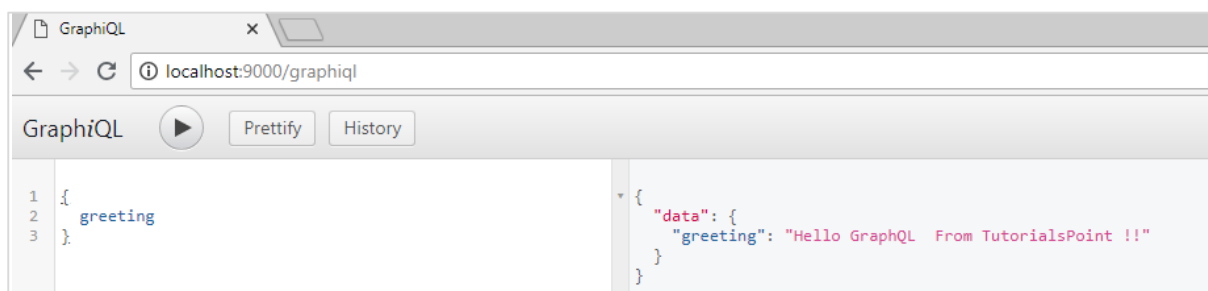 GraphiQL
localhost:9000/graphiql
GraphiQL Prettify History
1 {
2 greeting
3 }
{
"data": {
"greeting": "Hello GraphQL  From TutorialsPoint !!"
}
}